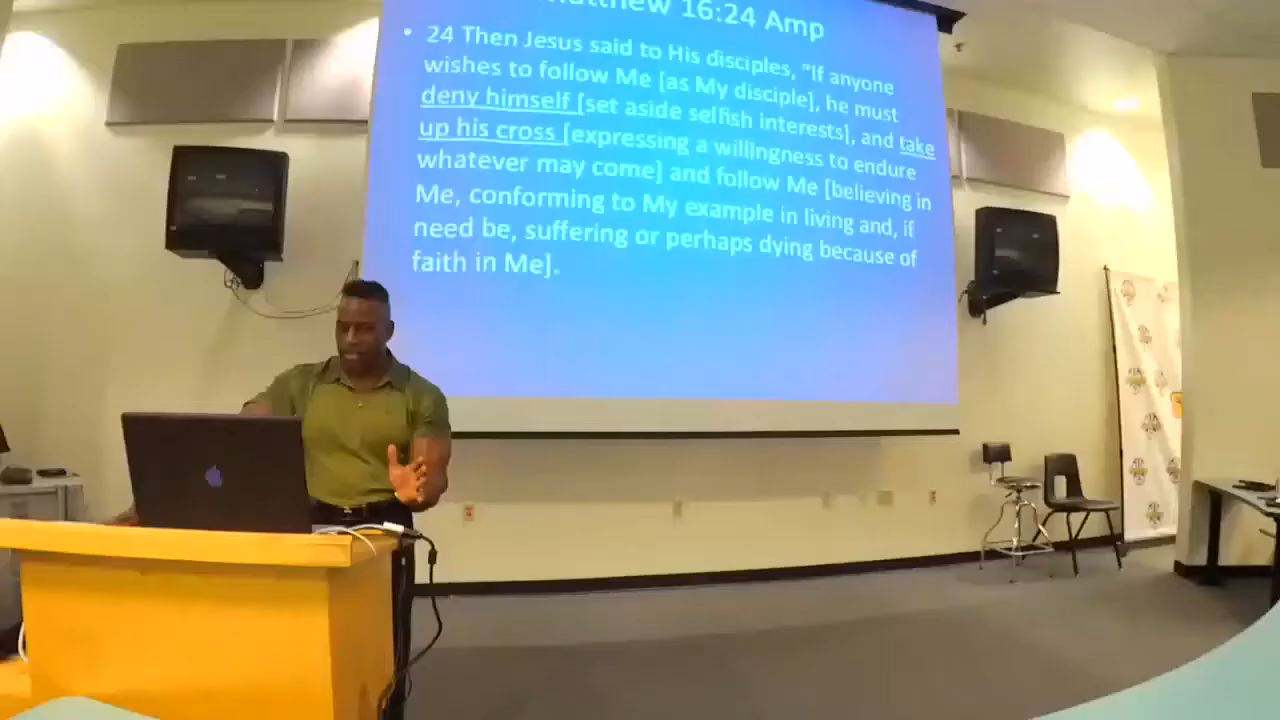 Matthew 16:24 Amp
• 24 Then Jesus said to His disciples, “If anyone
wishes to follow Me [as My disciple], he must
deny himself [set aside selfish interests], and take
up his cross [expressing a willingness to endure
whatever may come] and follow Me [believing in
Me, conforming to My example in living and, if
need be, suffering or perhaps dying because of
faith in Me].